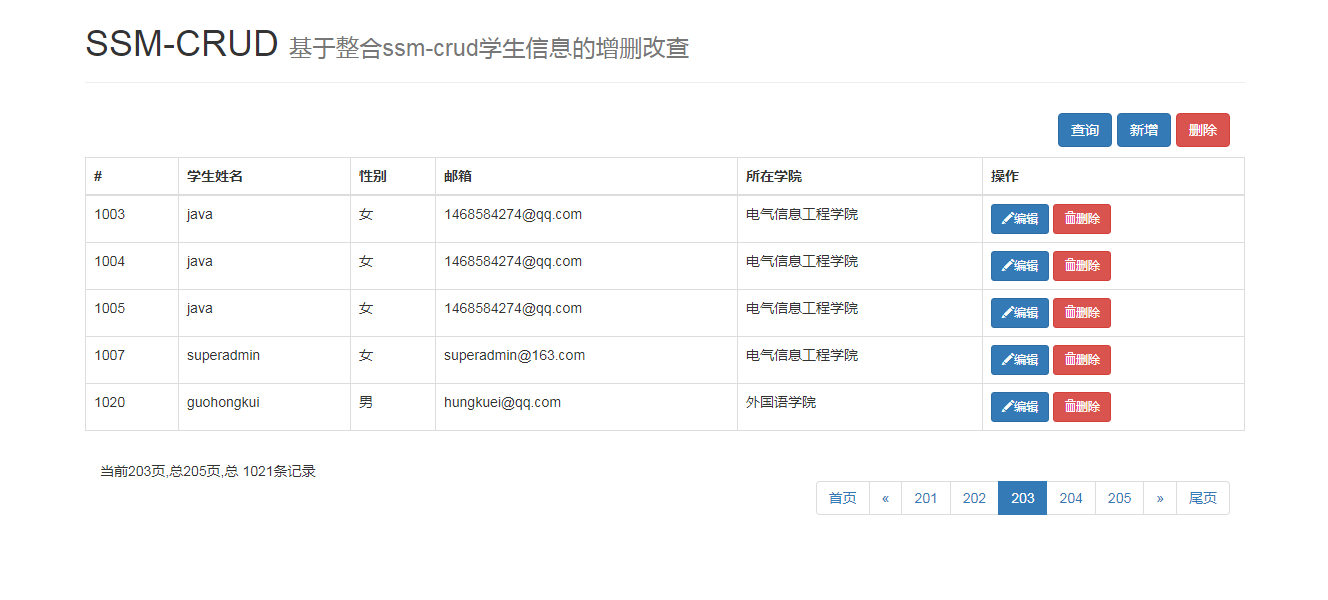 SSM-CRUD 基于整合ssm-crud学生信息的增删改查
查询 新增 删除
# 学生姓名 性别 邮箱 所在学院 操作
1003 java 女 1468584274@qq.com 电气信息工程学院 编辑 删除
1004 java 女 1468584274@qq.com 电气信息工程学院 编辑 删除
1005 java 女 1468584274@qq.com 电气信息工程学院 编辑 删除
1007 superadmin 女 superadmin@163.com 电气信息工程学院 编辑 删除
1020 guohongkui 男 hungkuei@qq.com 外国语学院 编辑 删除
当前203页,总205页,总 1021条记录
首页 « 201 202 203 204 205 » 尾页